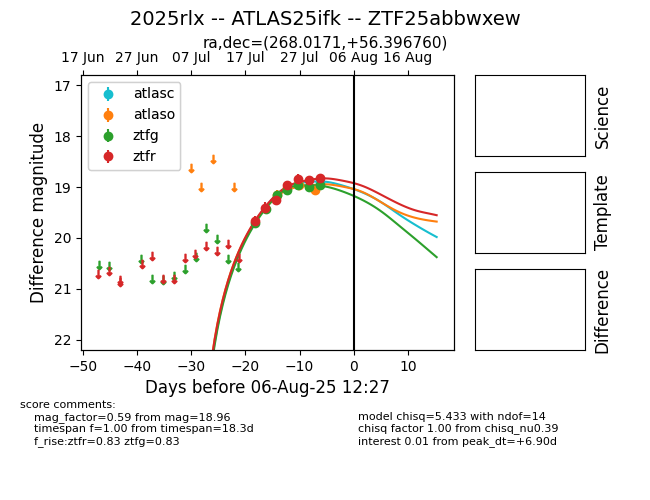 2025rlx -- ATLAS25ifk -- ZTF25abbwxew
ra,dec=(268.0171,+56.396760)
17 Jun 27 Jun 07 Jul 17 Jul 27 Jul 06 Aug 16 Aug
17
18
19
20
21
22
Difference magnitude
atlasc
atlaso
ztfg
ztfr
−50 −40 −30 −20 −10 0 10
Days before 06-Aug-25 12:27
Science
Template
Difference
score comments:
mag_factor=0.59 from mag=18.96
timespan f=1.00 from timespan=18.3d
f_rise:ztfr=0.83 ztfg=0.83
model chisq=5.433 with ndof=14
chisq factor 1.00 from chisq_nu0.39
interest 0.01 from peak_dt=+6.90d